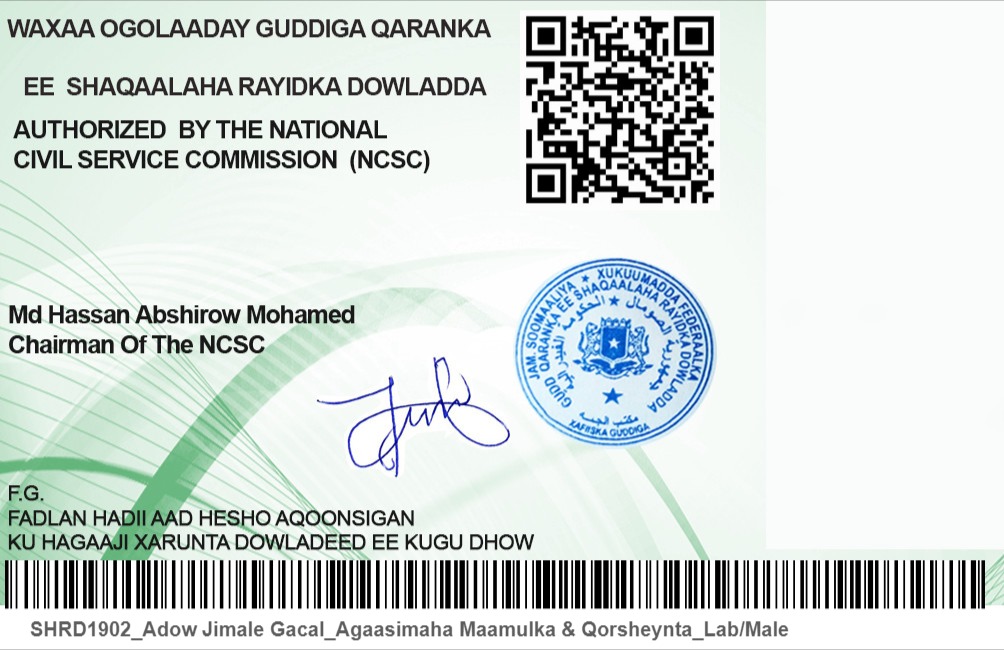 WAXAA OGOLAADAY GUDDIGA QARANKA
EE SHAQAALAHA RAYIDKA DOWLADDA
AUTHORIZED BY THE NATIONAL
CIVIL SERVICE COMMISSION (NCSC)
Md Hassan Abshirow Mohamed
Chairman Of The NCSC
JAM. SOOMAALIYA ★ XUKUUMADDA FEDERAALKA
GUDD QARANKA EE SHAQAALAHA RAYIDKA DOWLADDA
XAFIISKA GUDDIGA
F.G.
FADLAN HADII AAD HESHO AQOONSIGAN
KU HAGAAJI XARUNTA DOWLADEED EE KUGU DHOW
SHRD1902_Adow Jimale Gacal_Agaasimaha Maamulka & Qorsheynta_Lab/Male